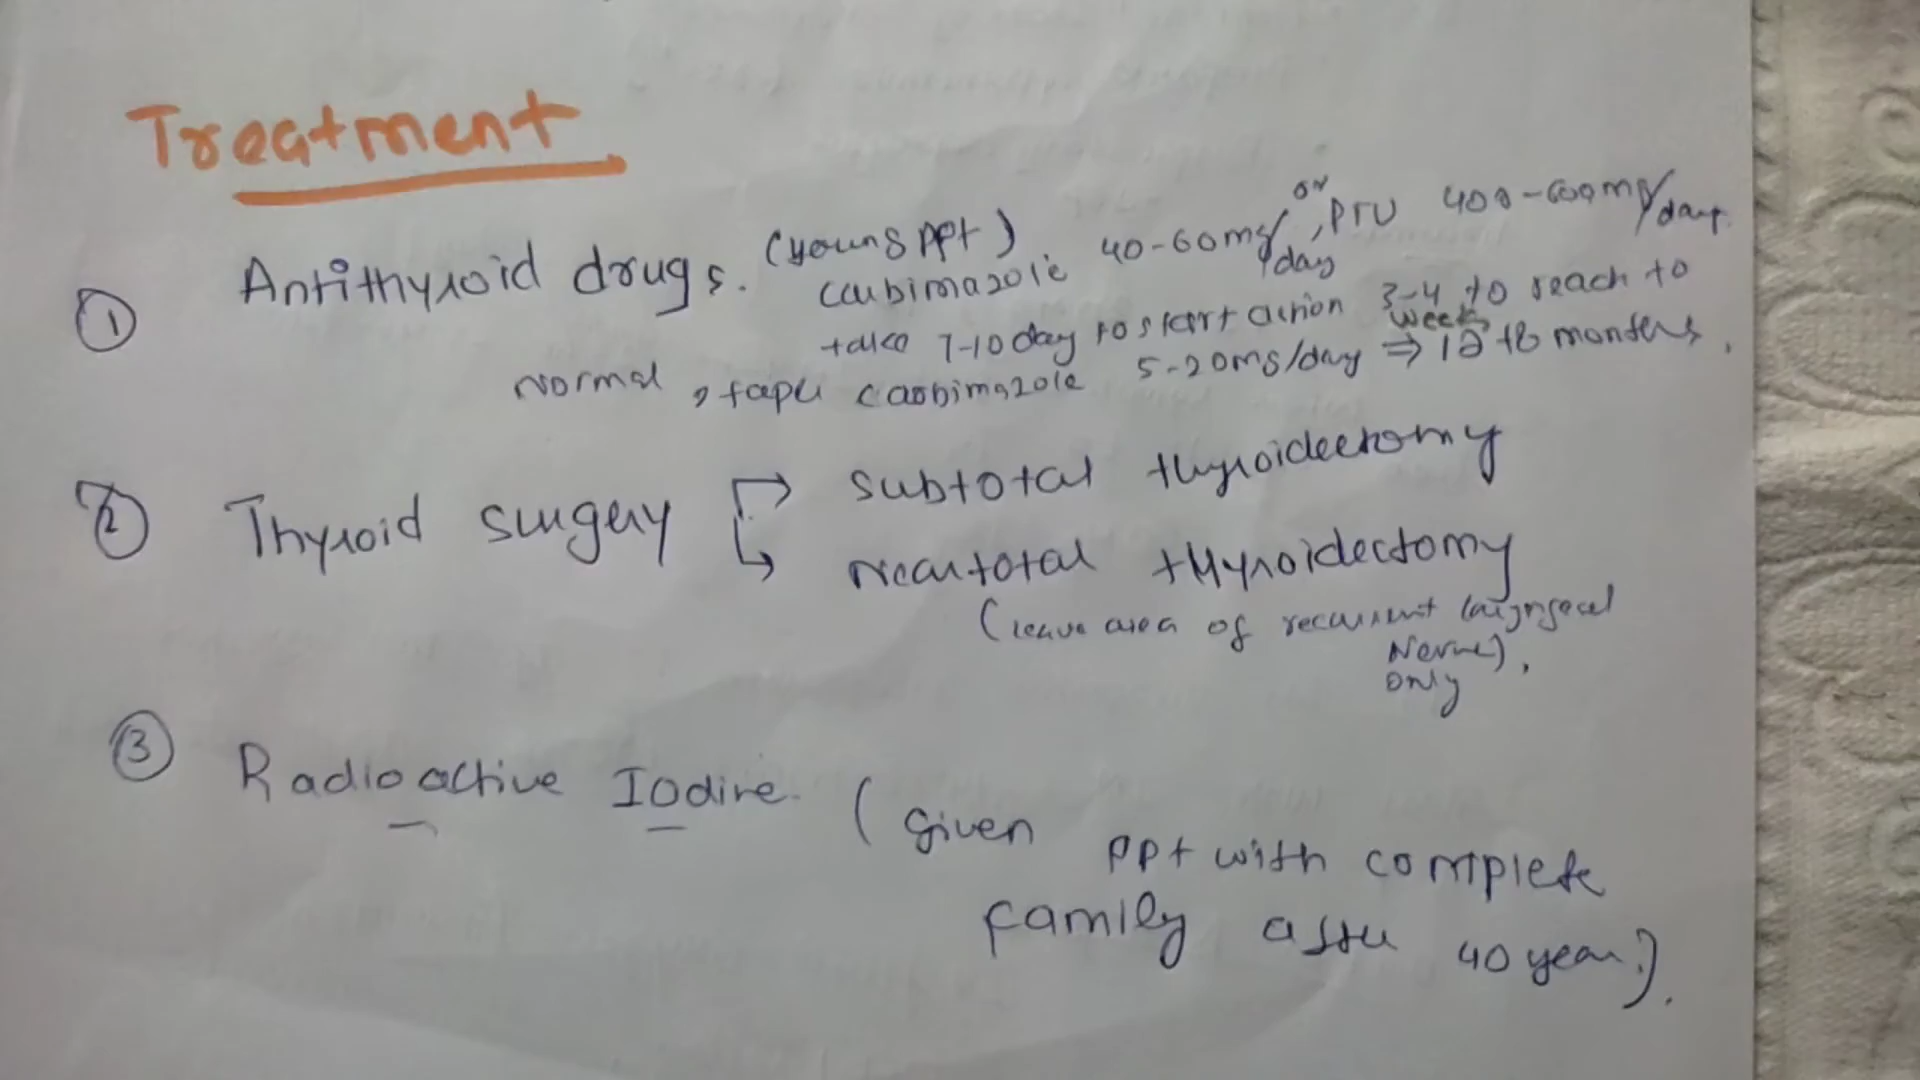 Treatment
① Antithyroid drugs. (young ppt)
carbimazole 40-60mg/day or, PTU 400-600mg/day.
take 7-10 day to start action 3-4 weeks to reach to
normal, taper carbimazole 5-20mg/day ⇒ 12 18 months.
② Thyroid surgery → subtotal thyroidectomy
→ neartotal thyroidectomy
(leave area of recurrent laryngeal
Nerve),
only
③ Radioactive Iodine. (given ppt with complete
family after 40 year).